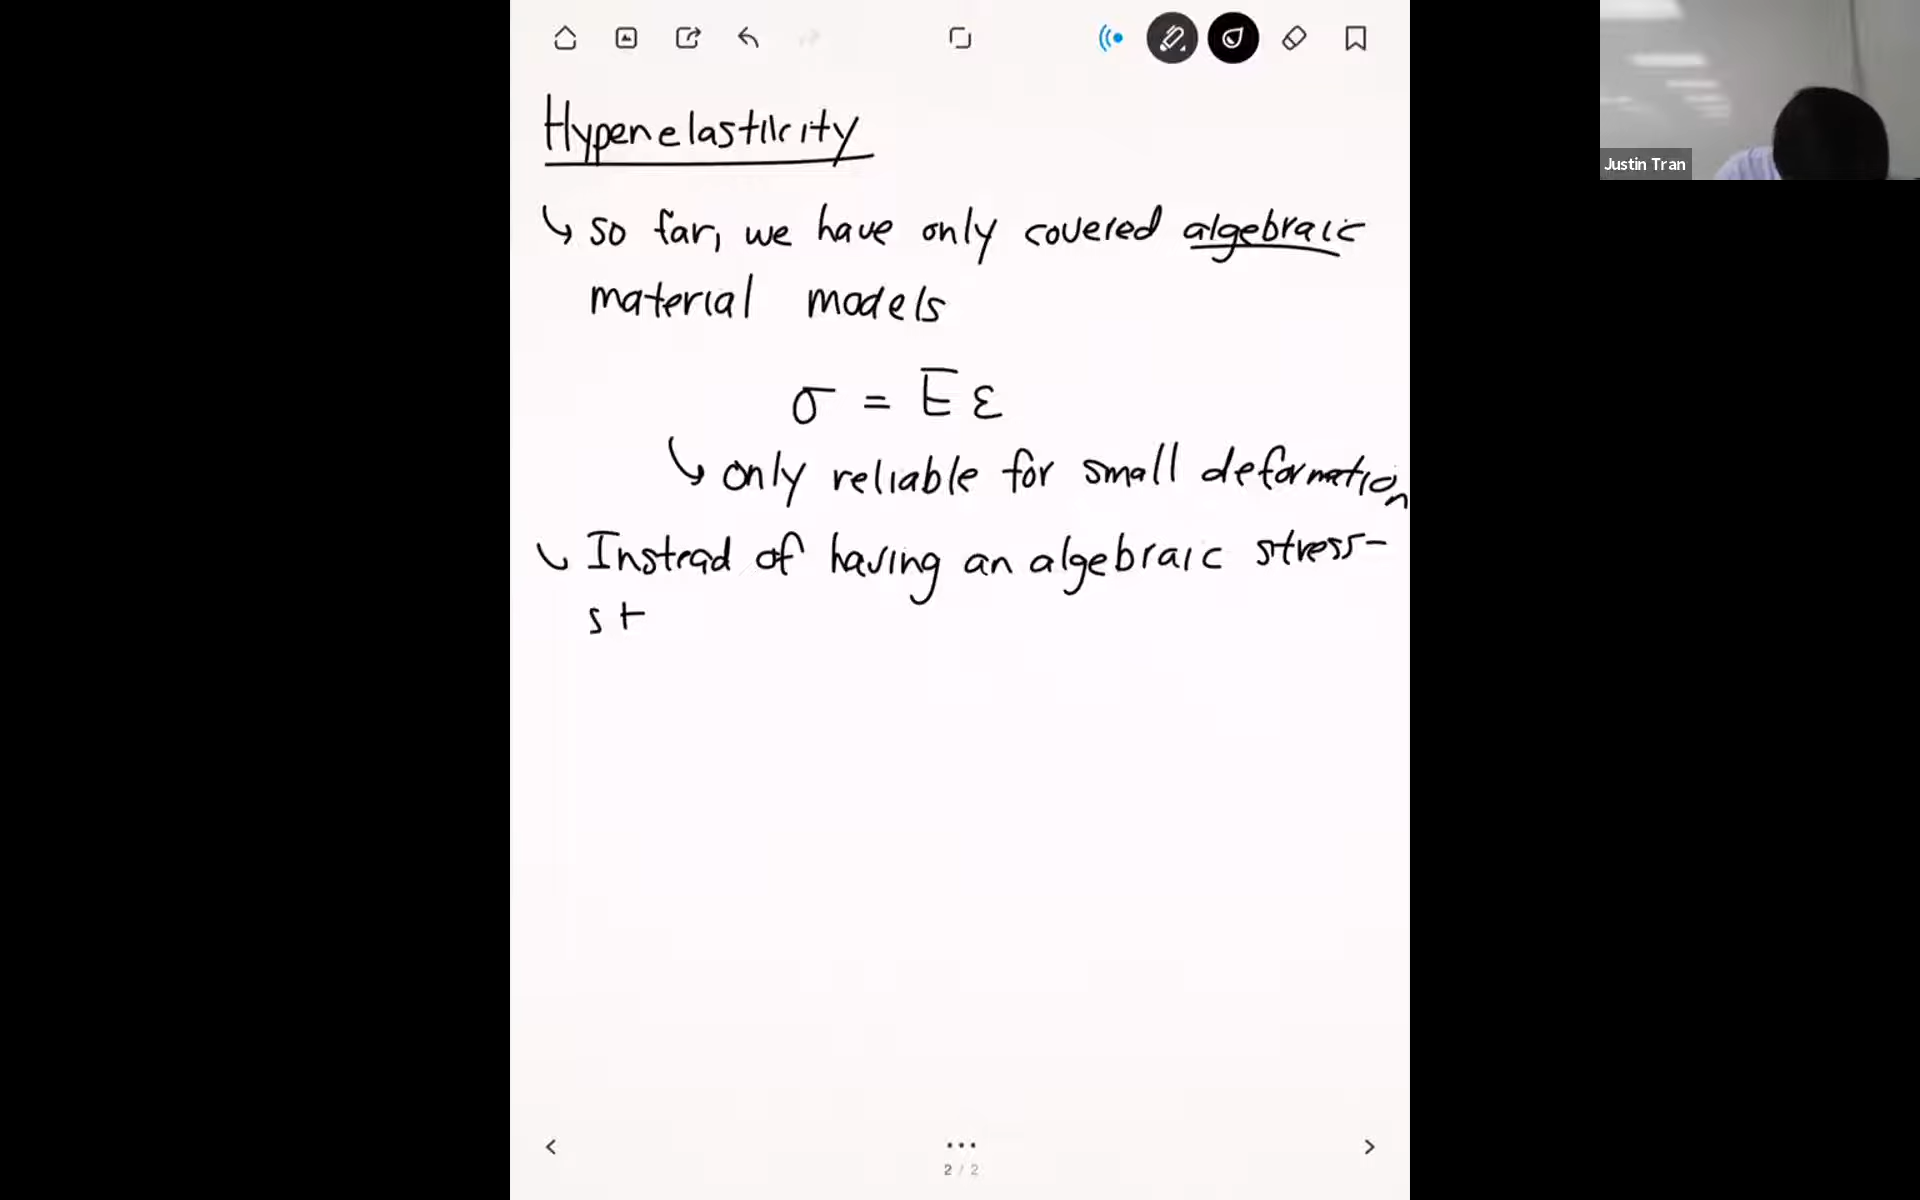 Hyperelasticity
↳ so far, we have only covered algebraic
material models
σ = E ε
↳ only reliable for small deformation
↳ Instead of having an algebraic stress-
st
2 / 2
Justin Tran